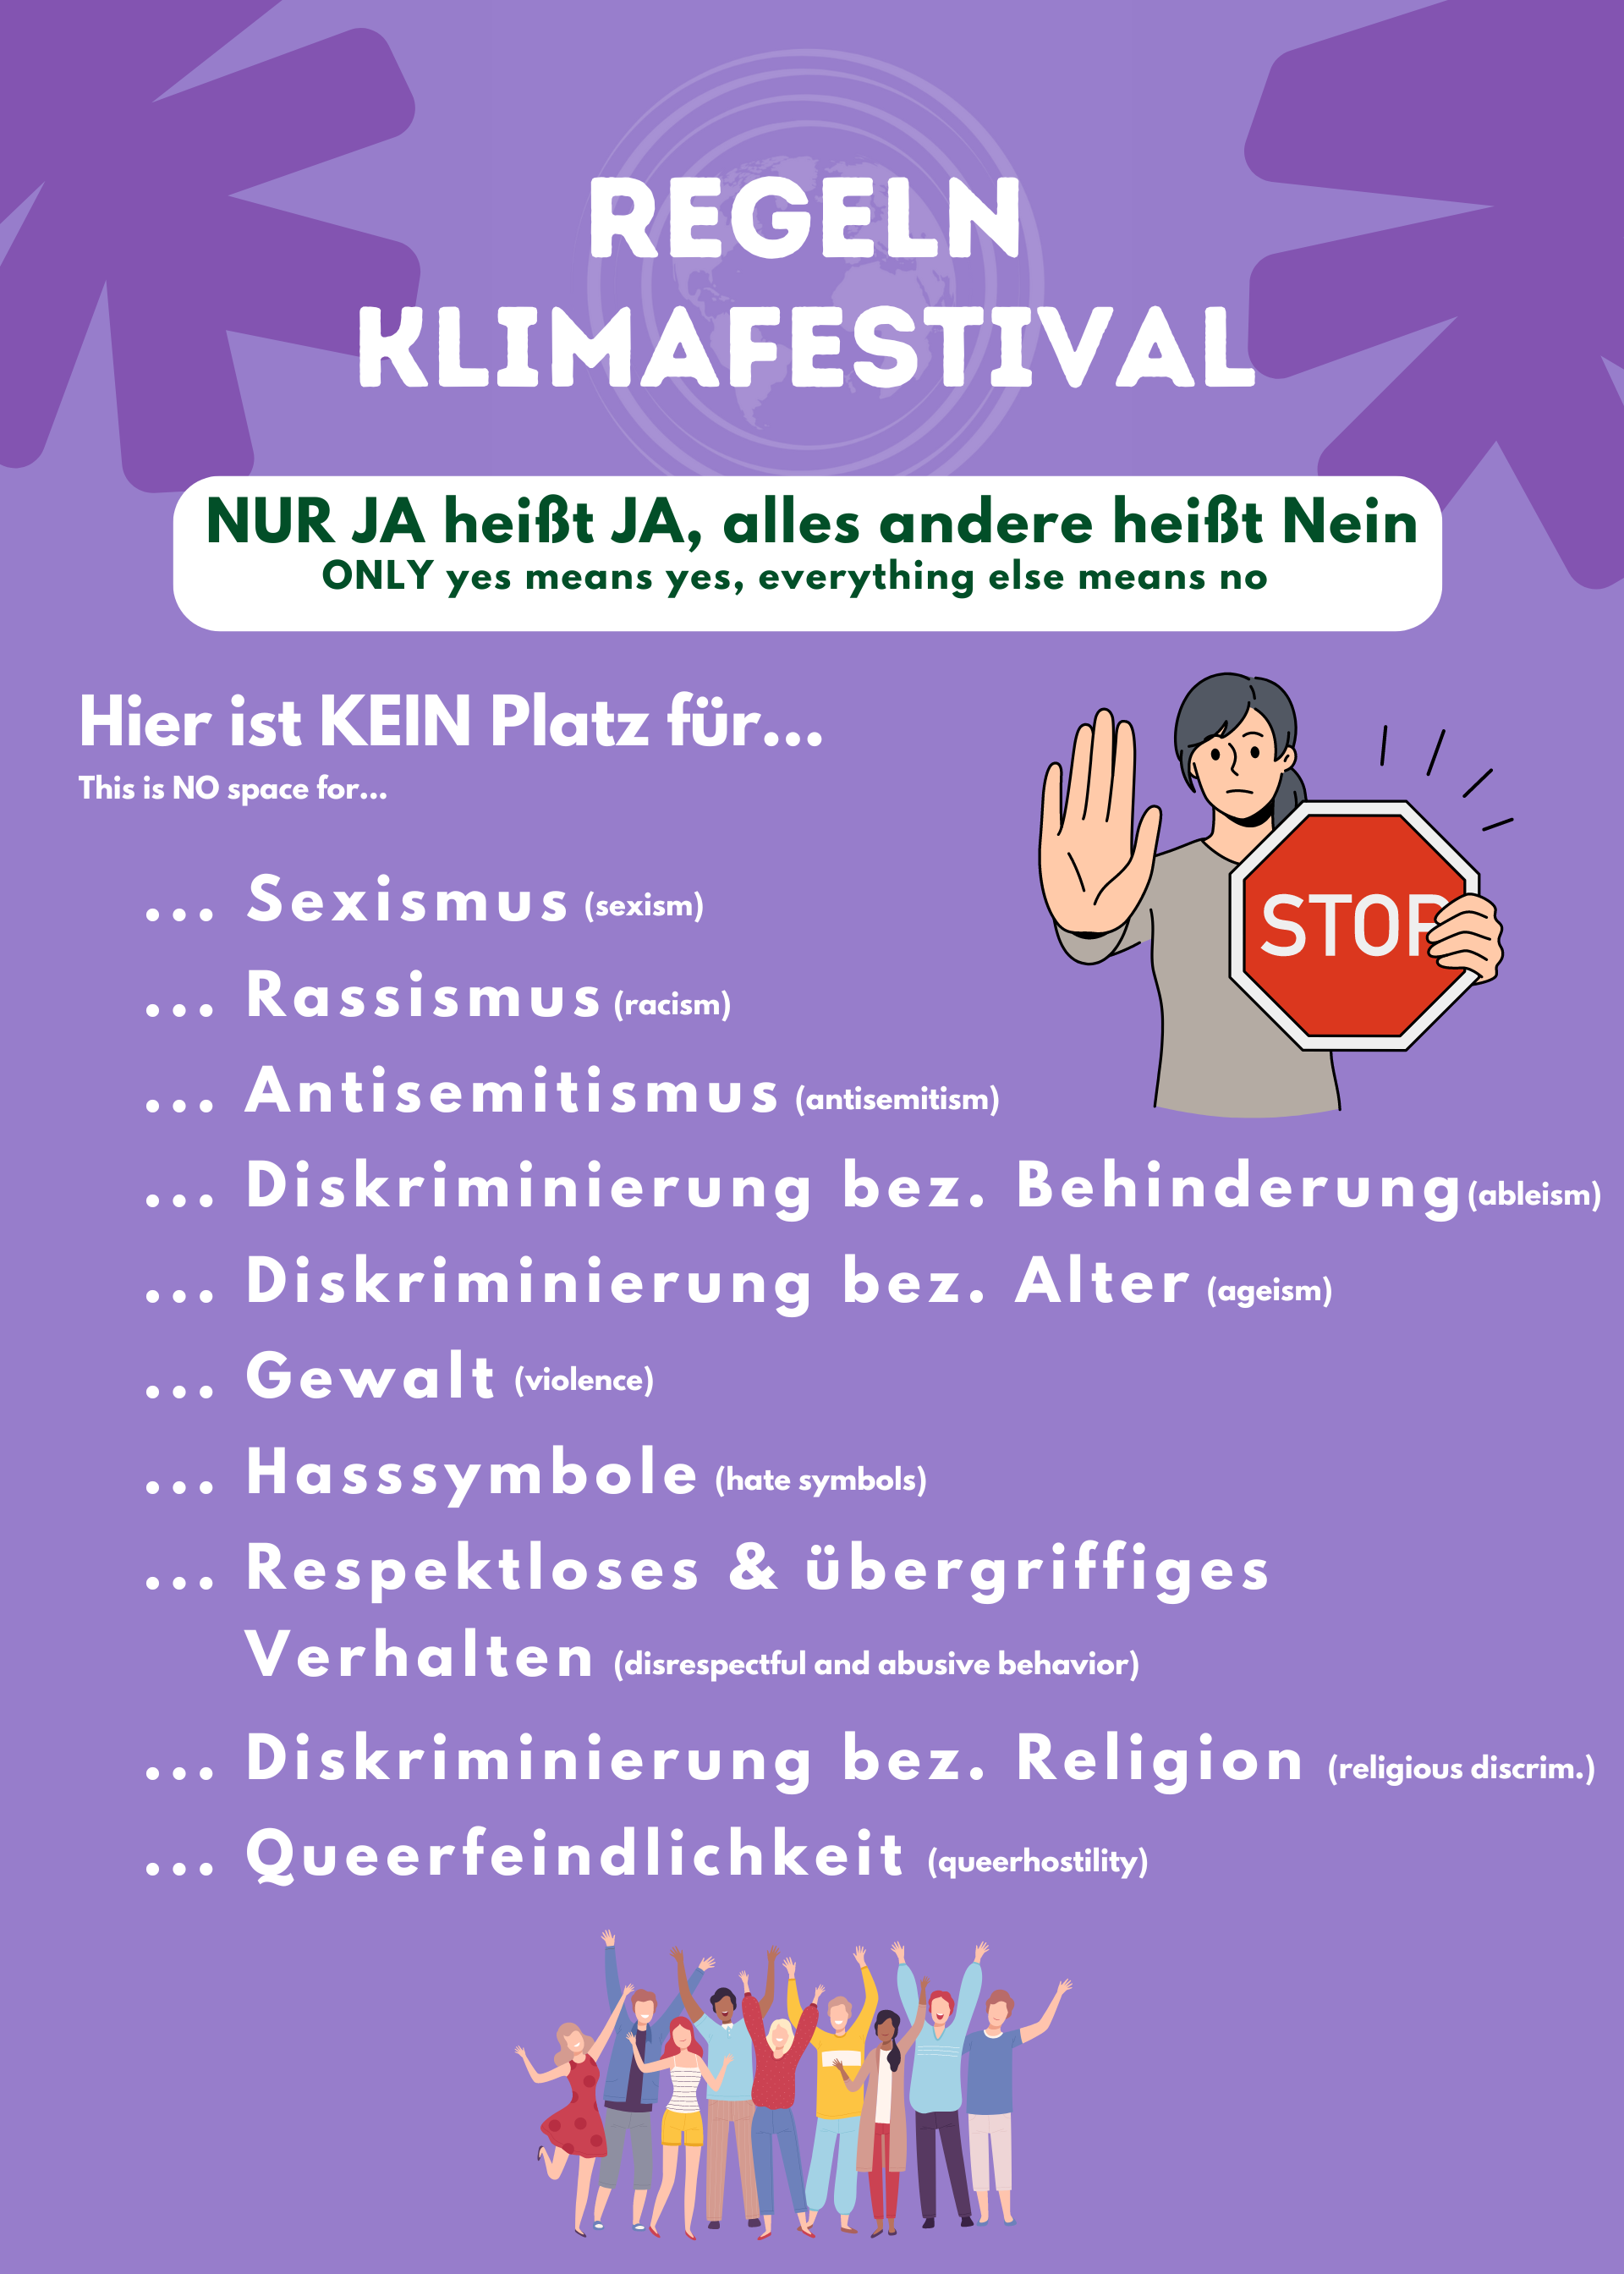 REGELN
KLIMAFESTIVAL
NUR JA heißt JA, alles andere heißt Nein
ONLY yes means yes, everything else means no
Hier ist KEIN Platz für...
This is NO space for...
... Sexismus (sexism)
... Rassismus (racism)
... Antisemitismus (antisemitism)
... Diskriminierung bez. Behinderung (ableism)
... Diskriminierung bez. Alter (ageism)
... Gewalt (violence)
... Hasssymbole (hate symbols)
... Respektloses & übergriffiges
Verhalten (disrespectful and abusive behavior)
... Diskriminierung bez. Religion (religious discrim.)
... Queerfeindlichkeit (queerhostility)
STOP